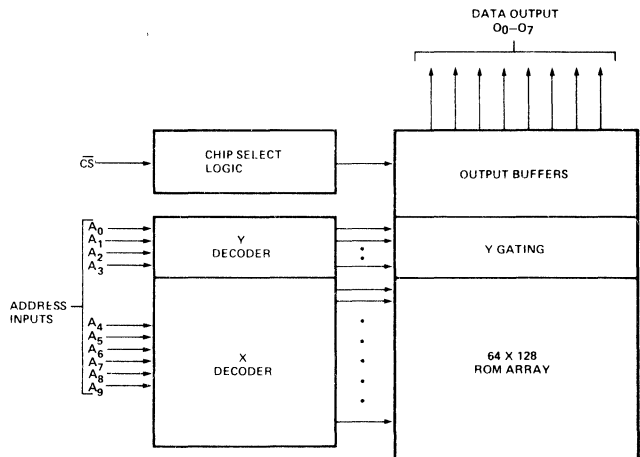 DATA OUTPUT
O0–O7
CS
CHIP SELECT
LOGIC
OUTPUT BUFFERS
A0
A1
A2
A3
Y
DECODER
Y GATING
ADDRESS
INPUTS
A4
A5
A6
A7
A8
A9
X
DECODER
64 X 128
ROM ARRAY